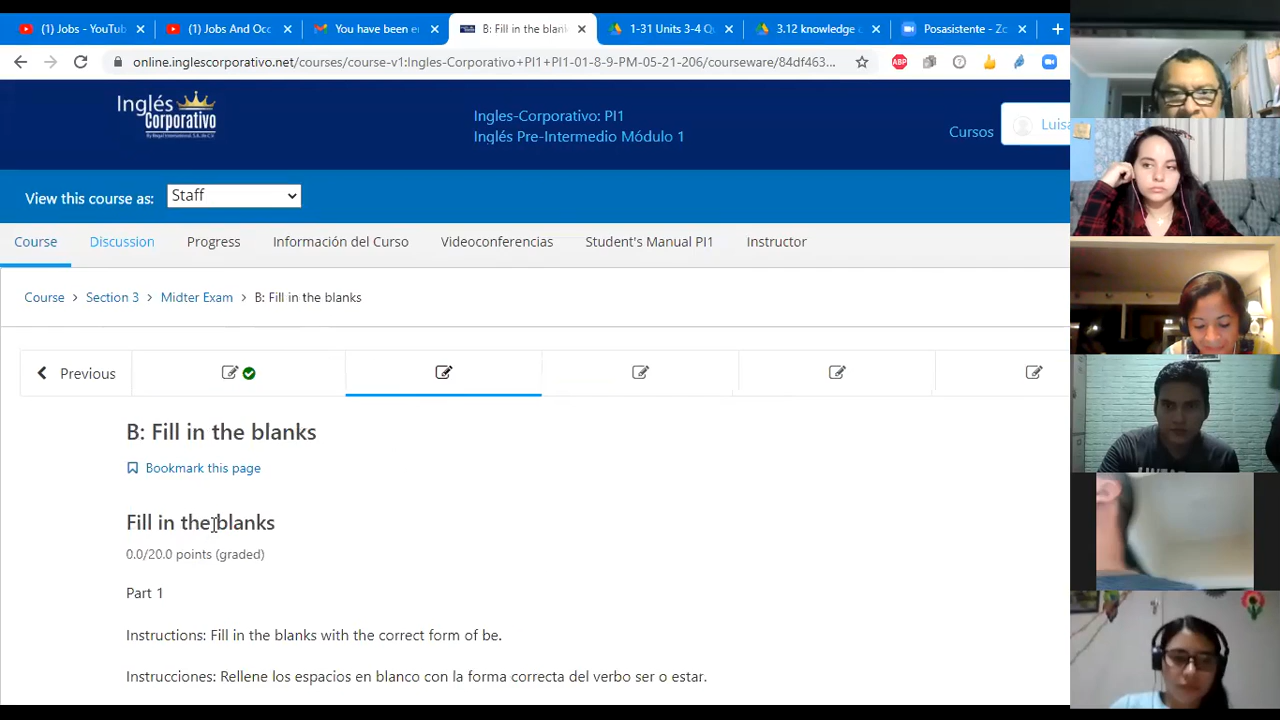 (1) Jobs - YouTub
(1) Jobs And Occ
You have been e
B: Fill in the blank
1-31 Units 3-4 Q
3.12 knowledge
Posasistente - Zo
online.inglescorporativo.net/courses/course-v1:Ingles-Corporativo+PI1+PI1-01-8-9-PM-05-21-206/courseware/84df463...
ABP
Inglés
Corporativo
Ingles-Corporativo: PI1
Inglés Pre-Intermedio Módulo 1
Cursos
Luisa
View this course as:
Staff
Course
Discussion
Progress
Información del Curso
Videoconferencias
Student's Manual PI1
Instructor
Course > Section 3 > Midter Exam > B: Fill in the blanks
Previous
B: Fill in the blanks
Bookmark this page
Fill in the blanks
0.0/20.0 points (graded)
Part 1
Instructions: Fill in the blanks with the correct form of be.
Instrucciones: Rellene los espacios en blanco con la forma correcta del verbo ser o estar.